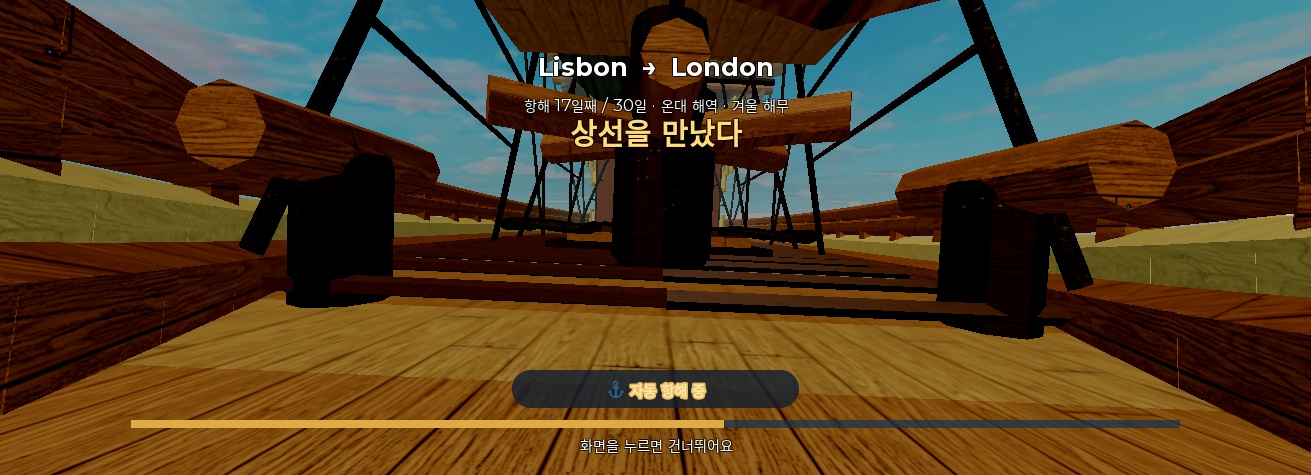 Lisbon → London
항해 17일째 / 30일 · 온대 해역 · 겨울 해무
상선을 만났다
⚓ 자동 항해 중
화면을 누르면 건너뛰어요